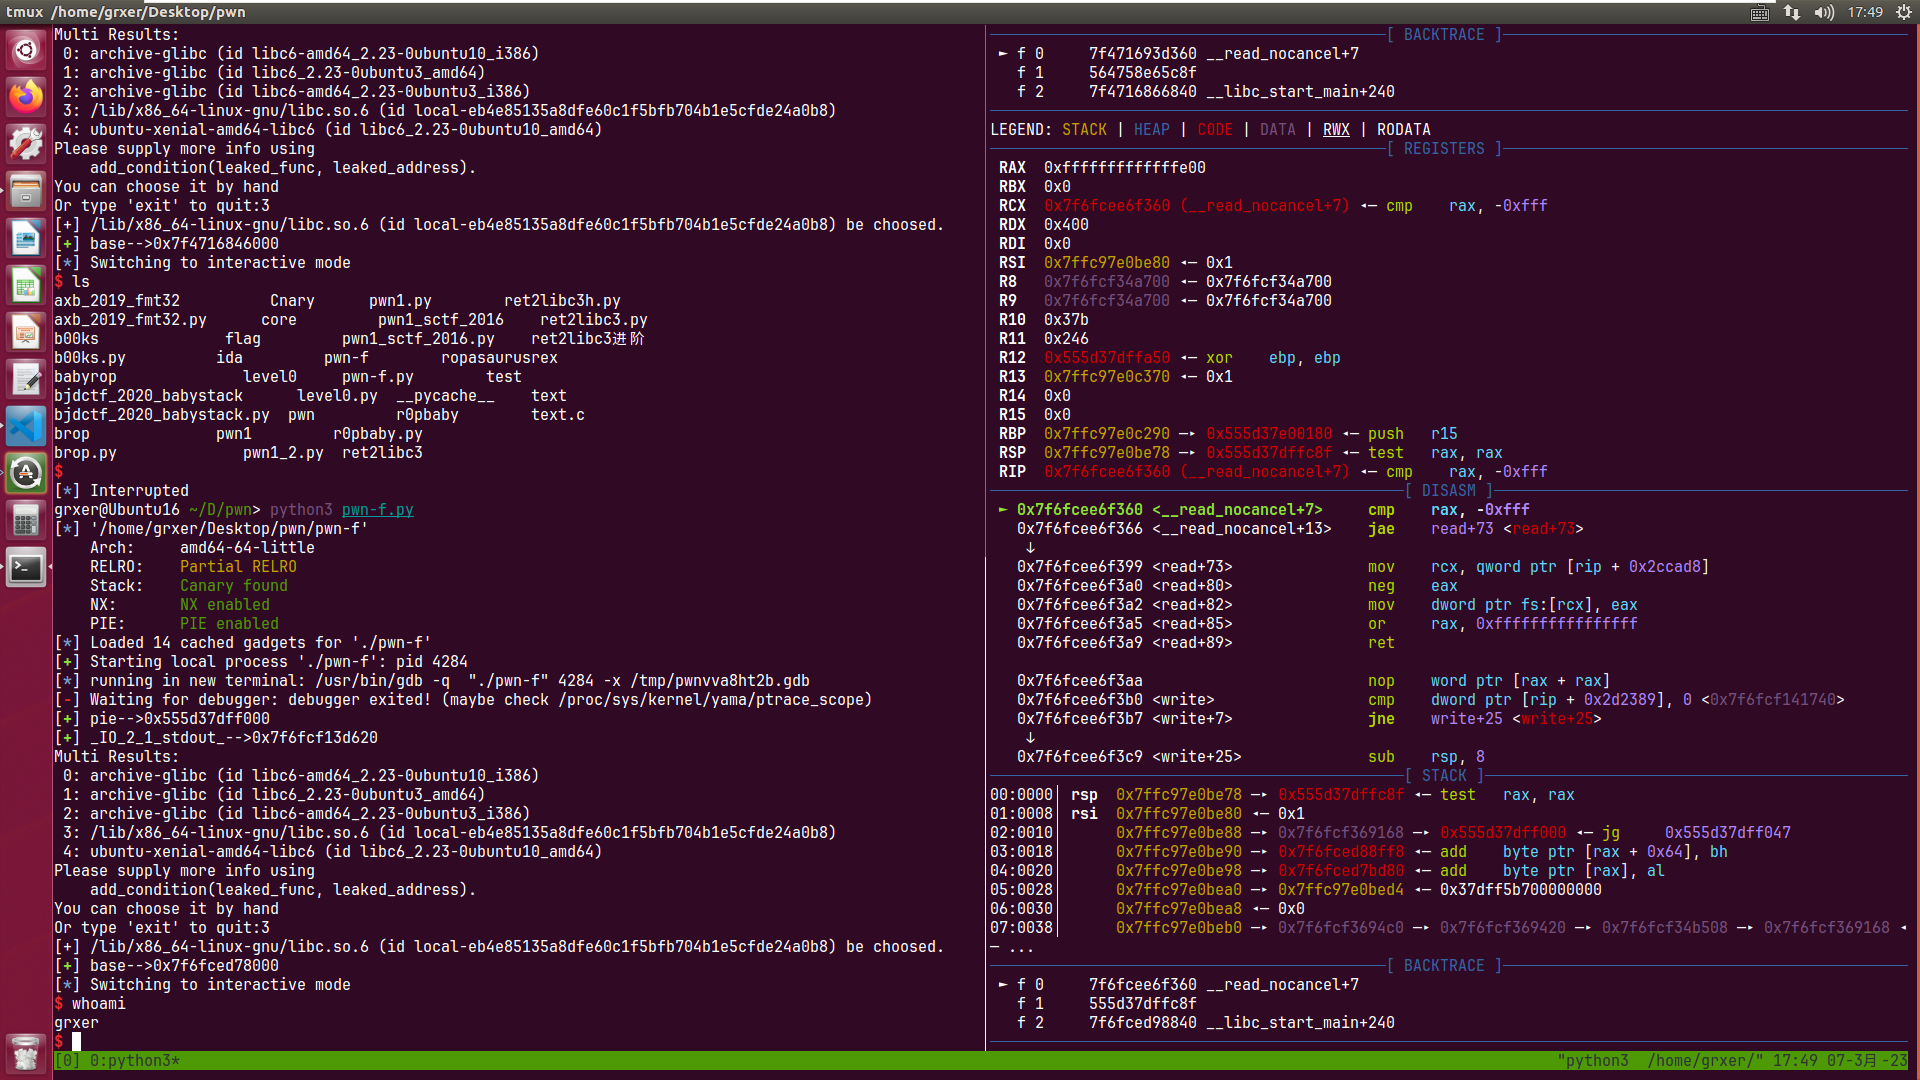 tmux /home/grxer/Desktop/pwn
17:49
Multi Results:
0: archive-glibc (id libc6-amd64_2.23-0ubuntu10_i386)
1: archive-glibc (id libc6_2.23-0ubuntu3_amd64)
2: archive-glibc (id libc6-amd64_2.23-0ubuntu3_i386)
3: /lib/x86_64-linux-gnu/libc.so.6 (id local-eb4e85135a8dfe60c1f5bfb704b1e5cfde24a0b8)
4: ubuntu-xenial-amd64-libc6 (id libc6_2.23-0ubuntu10_amd64)
Please supply more info using
add_condition(leaked_func, leaked_address).
You can choose it by hand
Or type 'exit' to quit:3
[+] /lib/x86_64-linux-gnu/libc.so.6 (id local-eb4e85135a8dfe60c1f5bfb704b1e5cfde24a0b8) be choosed.
[+] base-->0x7f4716846000
[*] Switching to interactive mode
$ ls
axb_2019_fmt32 Cnary pwn1.py ret2libc3h.py
axb_2019_fmt32.py core pwn1_sctf_2016 ret2libc3.py
b00ks flag pwn1_sctf_2016.py ret2libc3进阶
b00ks.py ida pwn-f ropasaurusrex
babyrop level0 pwn-f.py test
bjdctf_2020_babystack level0.py __pycache__ text
bjdctf_2020_babystack.py pwn r0pbaby text.c
brop pwn1 r0pbaby.py
brop.py pwn1_2.py ret2libc3
$
[*] Interrupted
grxer@Ubuntu16 ~/D/pwn> python3 pwn-f.py
[*] '/home/grxer/Desktop/pwn/pwn-f'
Arch: amd64-64-little
RELRO: Partial RELRO
Stack: Canary found
NX: NX enabled
PIE: PIE enabled
[*] Loaded 14 cached gadgets for './pwn-f'
[+] Starting local process './pwn-f': pid 4284
[*] running in new terminal: /usr/bin/gdb -q  "./pwn-f" 4284 -x /tmp/pwnvva8ht2b.gdb
[-] Waiting for debugger: debugger exited! (maybe check /proc/sys/kernel/yama/ptrace_scope)
[+] pie-->0x555d37dff000
[+] _IO_2_1_stdout_-->0x7f6fcf13d620
Multi Results:
0: archive-glibc (id libc6-amd64_2.23-0ubuntu10_i386)
1: archive-glibc (id libc6_2.23-0ubuntu3_amd64)
2: archive-glibc (id libc6-amd64_2.23-0ubuntu3_i386)
3: /lib/x86_64-linux-gnu/libc.so.6 (id local-eb4e85135a8dfe60c1f5bfb704b1e5cfde24a0b8)
4: ubuntu-xenial-amd64-libc6 (id libc6_2.23-0ubuntu10_amd64)
Please supply more info using
add_condition(leaked_func, leaked_address).
You can choose it by hand
Or type 'exit' to quit:3
[+] /lib/x86_64-linux-gnu/libc.so.6 (id local-eb4e85135a8dfe60c1f5bfb704b1e5cfde24a0b8) be choosed.
[+] base-->0x7f6fced78000
[*] Switching to interactive mode
$ whoami
grxer
$
[ BACKTRACE ]
► f 0 7f471693d360 __read_nocancel+7
f 1 564758e65c8f
f 2 7f4716866840 __libc_start_main+240
LEGEND: STACK | HEAP | CODE | DATA | RWX | RODATA
[ REGISTERS ]
RAX 0xfffffffffffffe00
RBX 0x0
RCX 0x7f6fcee6f360 (__read_nocancel+7) ◂— cmp rax, -0xfff
RDX 0x400
RDI 0x0
RSI 0x7ffc97e0be80 ◂— 0x1
R8 0x7f6fcf34a700 ◂— 0x7f6fcf34a700
R9 0x7f6fcf34a700 ◂— 0x7f6fcf34a700
R10 0x37b
R11 0x246
R12 0x555d37dffa50 ◂— xor ebp, ebp
R13 0x7ffc97e0c370 ◂— 0x1
R14 0x0
R15 0x0
RBP 0x7ffc97e0c290 —▸ 0x555d37e00180 ◂— push r15
RSP 0x7ffc97e0be78 —▸ 0x555d37dffc8f ◂— test rax, rax
RIP 0x7f6fcee6f360 (__read_nocancel+7) ◂— cmp rax, -0xfff
[ DISASM ]
► 0x7f6fcee6f360 <__read_nocancel+7> cmp rax, -0xfff
0x7f6fcee6f366 <__read_nocancel+13> jae read+73 <read+73>
↓
0x7f6fcee6f399 <read+73> mov rcx, qword ptr [rip + 0x2ccad8]
0x7f6fcee6f3a0 <read+80> neg eax
0x7f6fcee6f3a2 <read+82> mov dword ptr fs:[rcx], eax
0x7f6fcee6f3a5 <read+85> or rax, 0xffffffffffffffff
0x7f6fcee6f3a9 <read+89> ret
0x7f6fcee6f3aa nop word ptr [rax + rax]
0x7f6fcee6f3b0 <write> cmp dword ptr [rip + 0x2d2389], 0 <0x7f6fcf141740>
0x7f6fcee6f3b7 <write+7> jne write+25 <write+25>
↓
0x7f6fcee6f3c9 <write+25> sub rsp, 8
[ STACK ]
00:0000│ rsp 0x7ffc97e0be78 —▸ 0x555d37dffc8f ◂— test rax, rax
01:0008│ rsi 0x7ffc97e0be80 ◂— 0x1
02:0010│ 0x7ffc97e0be88 —▸ 0x7f6fcf369168 —▸ 0x555d37dff000 ◂— jg 0x555d37dff047
03:0018│ 0x7ffc97e0be90 —▸ 0x7f6fced88ff8 ◂— add byte ptr [rax + 0x64], bh
04:0020│ 0x7ffc97e0be98 —▸ 0x7f6fced7bd80 ◂— add byte ptr [rax], al
05:0028│ 0x7ffc97e0bea0 —▸ 0x7ffc97e0bed4 ◂— 0x37dff5b700000000
06:0030│ 0x7ffc97e0bea8 ◂— 0x0
07:0038│ 0x7ffc97e0beb0 —▸ 0x7f6fcf3694c0 —▸ 0x7f6fcf369420 —▸ 0x7f6fcf34b508 —▸ 0x7f6fcf369168 ◂
— ...
[ BACKTRACE ]
► f 0 7f6fcee6f360 __read_nocancel+7
f 1 555d37dffc8f
f 2 7f6fced98840 __libc_start_main+240
[0] 0:python3*
"python3  /home/grxer/" 17:49 07-3月 -23